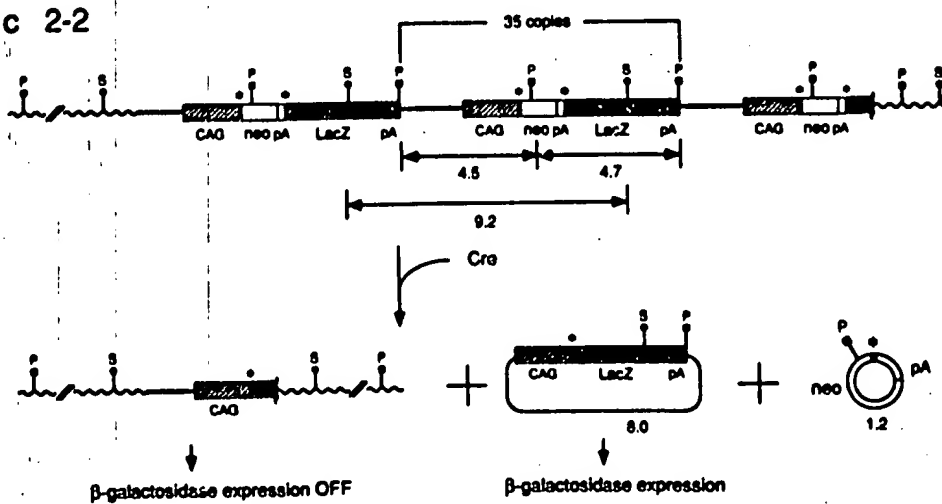 C 2-2
35 copies
P S P S P P S P P P S
CAG neo pA LacZ pA CAG neo pA LacZ pA CAG neo pA
4.5 4.7
9.2
Cre
P S S P S P P
CAG CAG LacZ pA neo pA
8.0 1.2
β-galactosidase expression OFF β-galactosidase expression